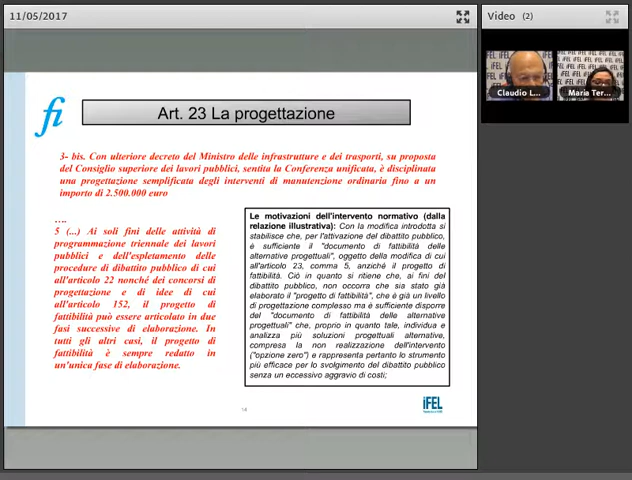 11/05/2017
Video (2)
iFEL
Claudio L...
Maria Ter...
fi
Art. 23 La progettazione
3- bis. Con ulteriore decreto del Ministro delle infrastrutture e dei trasporti, su proposta
del Consiglio superiore dei lavori pubblici, sentita la Conferenza unificata, è disciplinata
una progettazione semplificata degli interventi di manutenzione ordinaria fino a un
importo di 2.500.000 euro
....
5 (...) Ai soli fini delle attività di
programmazione triennale dei lavori
pubblici e dell'espletamento delle
procedure di dibattito pubblico di cui
all'articolo 22 nonché dei concorsi di
progettazione e di idee di cui
all'articolo 152, il progetto di
fattibilità può essere articolato in due
fasi successive di elaborazione. In
tutti gli altri casi, il progetto di
fattibilità è sempre redatto in
un'unica fase di elaborazione.
Le motivazioni dell'intervento normativo (dalla
relazione illustrativa): Con la modifica introdotta si
stabilisce che, per l'attivazione del dibattito pubblico,
è sufficiente il "documento di fattibilità delle
alternative progettuali", oggetto della modifica di cui
all'articolo 23, comma 5, anziché il progetto di
fattibilità. Ciò in quanto si ritiene che, ai fini del
dibattito pubblico, non occorra che sia stato già
elaborato il "progetto di fattibilità", che è già un livello
di progettazione complesso ma è sufficiente disporre
del "documento di fattibilità delle alternative
progettuali" che, proprio in quanto tale, individua e
analizza più soluzioni progettuali alternative,
compresa la non realizzazione dell'intervento
("opzione zero") e rappresenta pertanto lo strumento
più efficace per lo svolgimento del dibattito pubblico
senza un eccessivo aggravio di costi;
14
iFEL